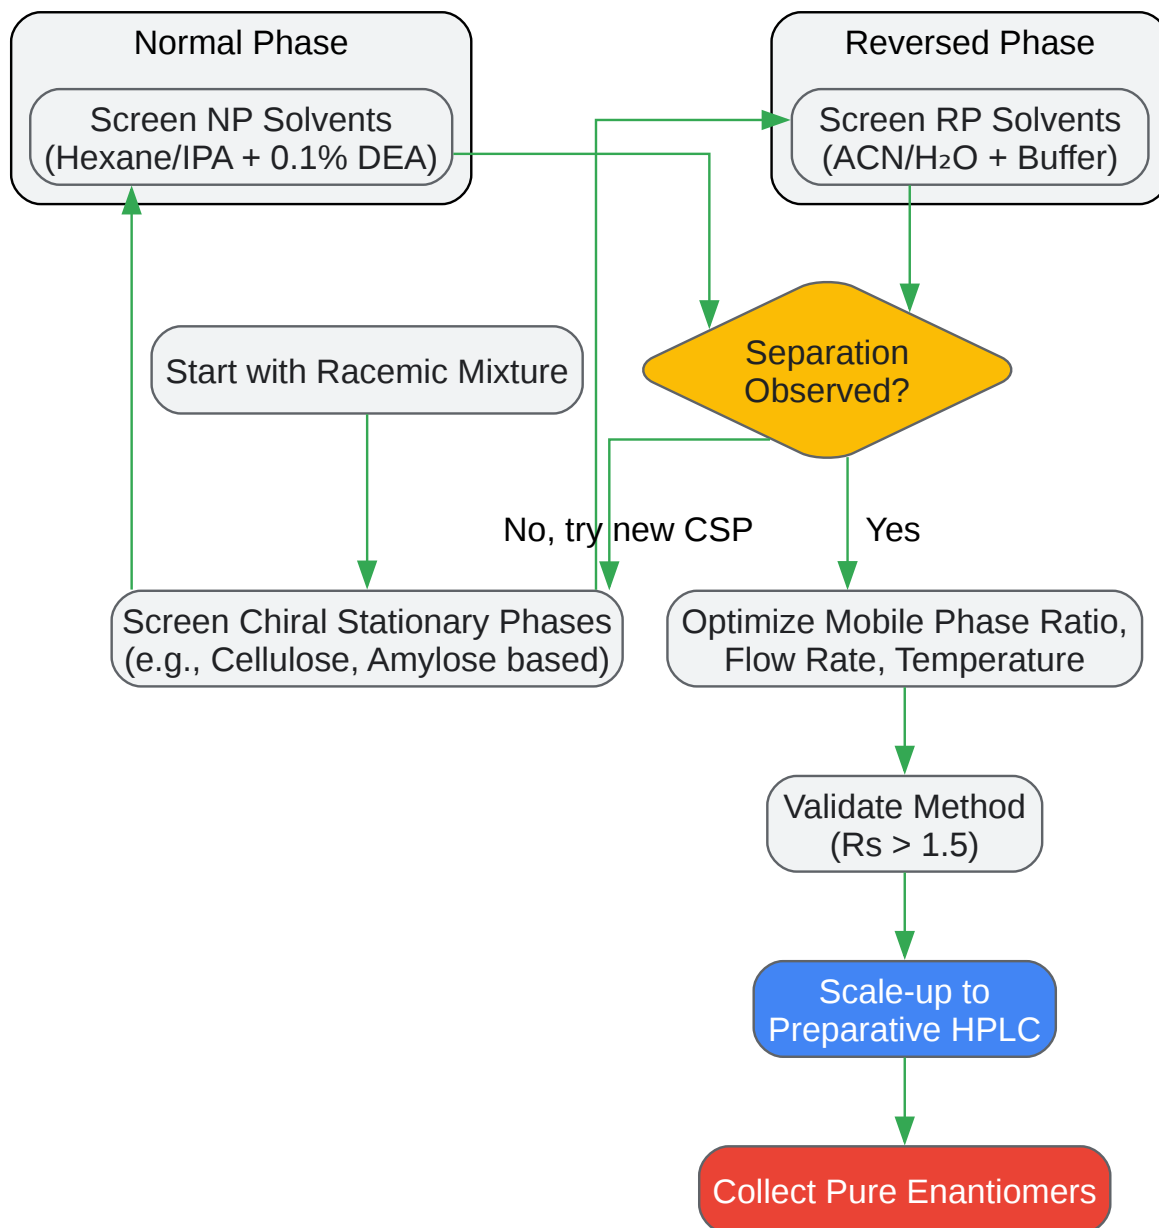 Normal Phase
Screen NP Solvents
(Hexane/IPA + 0.1% DEA)
Reversed Phase
Screen RP Solvents
(ACN/H₂O + Buffer)
Start with Racemic Mixture
Separation
Observed?
No, try new CSP
Yes
Screen Chiral Stationary Phases
(e.g., Cellulose, Amylose based)
Optimize Mobile Phase Ratio,
Flow Rate, Temperature
Validate Method
(Rs > 1.5)
Scale-up to
Preparative HPLC
Collect Pure Enantiomers